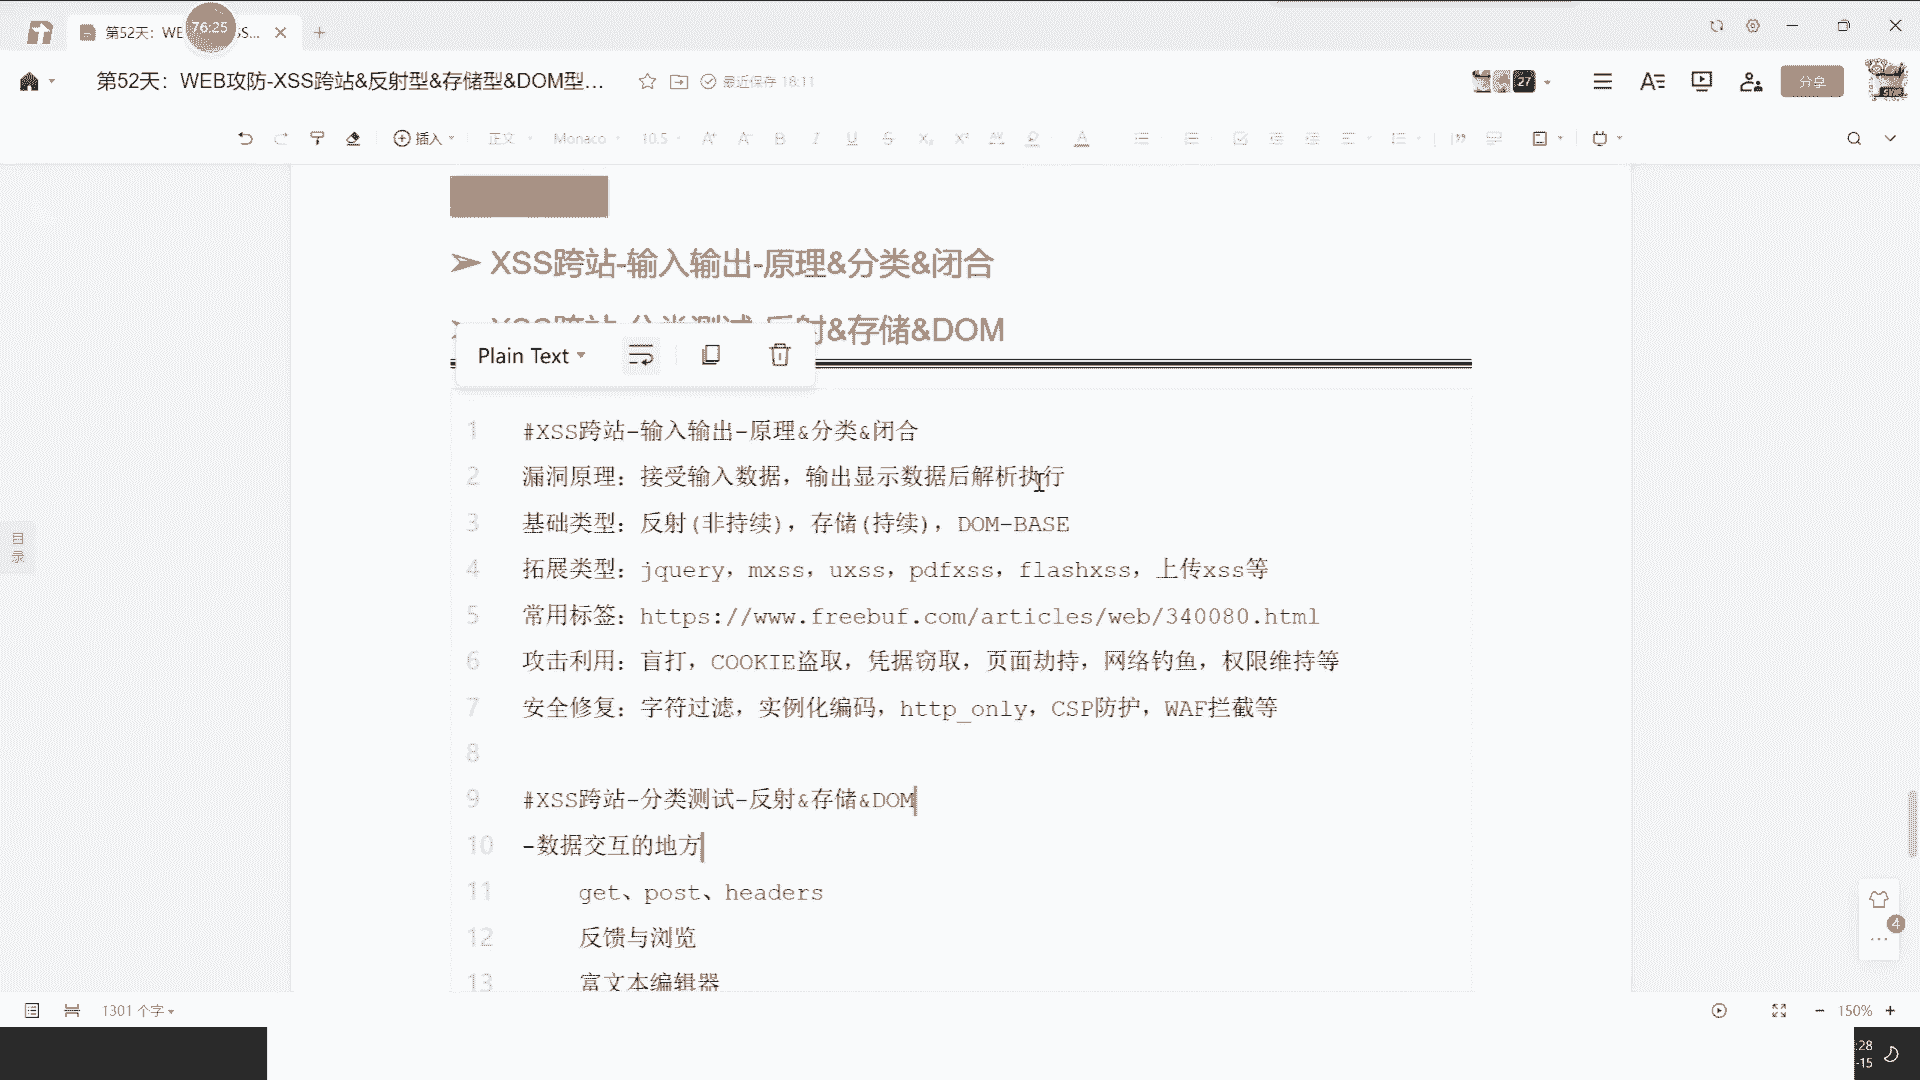 第52天：WE
76:25
SS...
第52天：WEB攻防-XSS跨站&反射型&存储型&DOM型...
最近保存 16:11
27
分享
插入
正文
Monaco
10.5
XSS跨站-输入输出-原理&分类&闭合
XSS跨站-分类测试-反射&存储&DOM
Plain Text
1 #XSS跨站-输入输出-原理&分类&闭合
2 漏洞原理：接受输入数据，输出显示数据后解析执行
3 基础类型：反射(非持续)，存储(持续)，DOM-BASE
4 拓展类型：jquery，mxss，uxss，pdfxss，flashxss，上传xss等
5 常用标签：https://www.freebuf.com/articles/web/340080.html
6 攻击利用：盲打，COOKIE盗取，凭据窃取，页面劫持，网络钓鱼，权限维持等
7 安全修复：字符过滤，实例化编码，http_only，CSP防护，WAF拦截等
8
9 #XSS跨站-分类测试-反射&存储&DOM
10 -数据交互的地方
11 get、post、headers
12 反馈与浏览
13 富文本编辑器
目录
4
1301 个字
150%
:28
-15